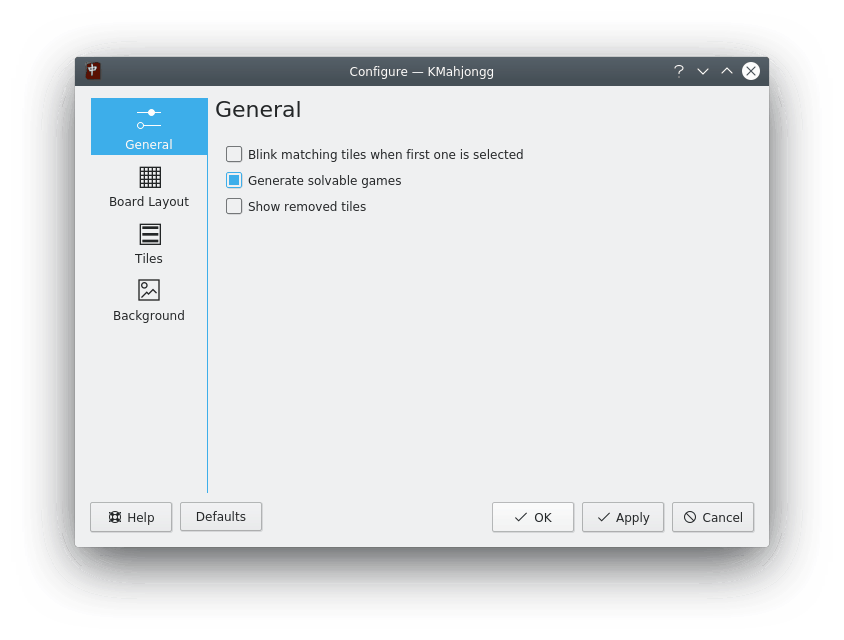 中
Configure — KMahjongg
?
General
Board Layout
Tiles
Background
General
Blink matching tiles when first one is selected
Generate solvable games
Show removed tiles
Help
Defaults
OK
Apply
Cancel